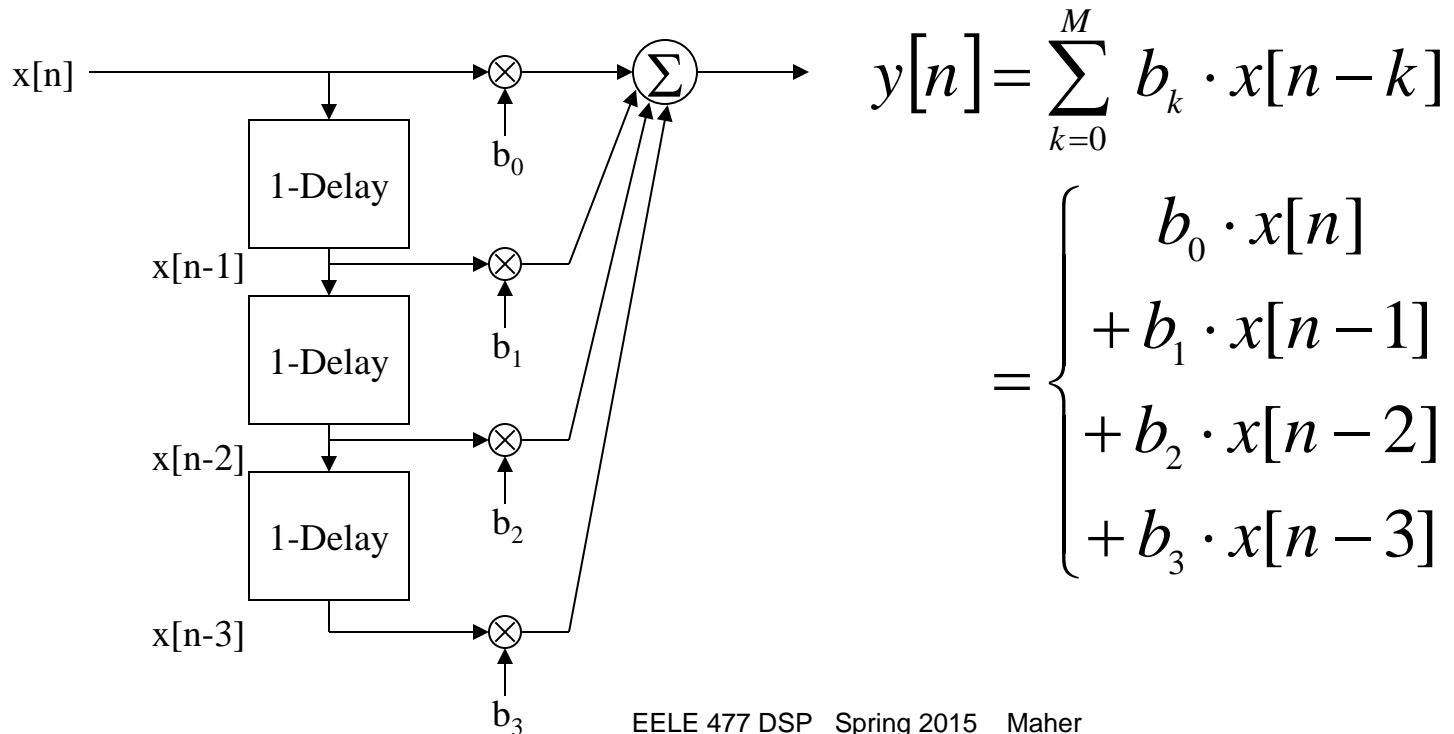 x[n]
b₀
1-Delay
x[n-1]
b₁
1-Delay
x[n-2]
b₂
1-Delay
x[n-3]
b₃
Σ
y[n] = \sum_{k=0}^{M} b_k · x[n − k]
= { b₀ · x[n]
+ b₁ · x[n − 1]
+ b₂ · x[n − 2]
+ b₃ · x[n − 3]
EELE 477 DSP Spring 2015 Maher